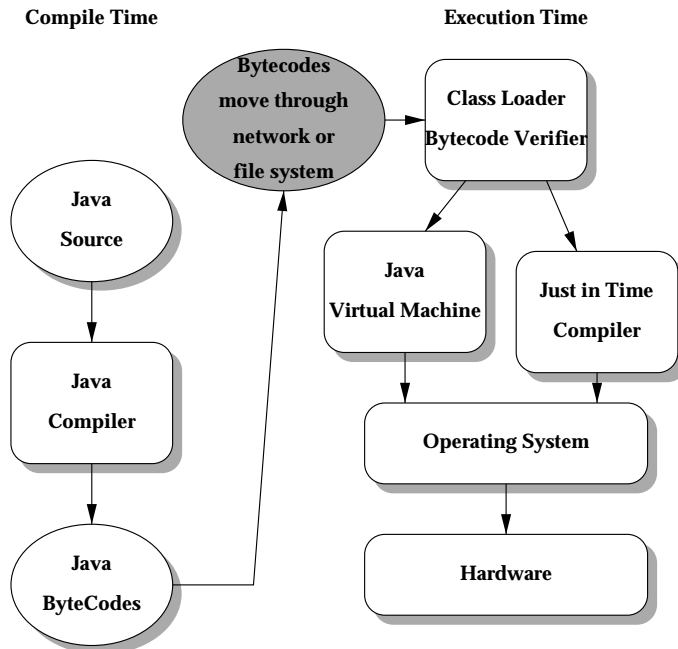 Compile Time
Execution Time
Bytecodes
move through
network or
file system
Class Loader
Bytecode Verifier
Java
Source
Java
Virtual Machine
Just in Time
Compiler
Java
Compiler
Operating System
Java
ByteCodes
Hardware